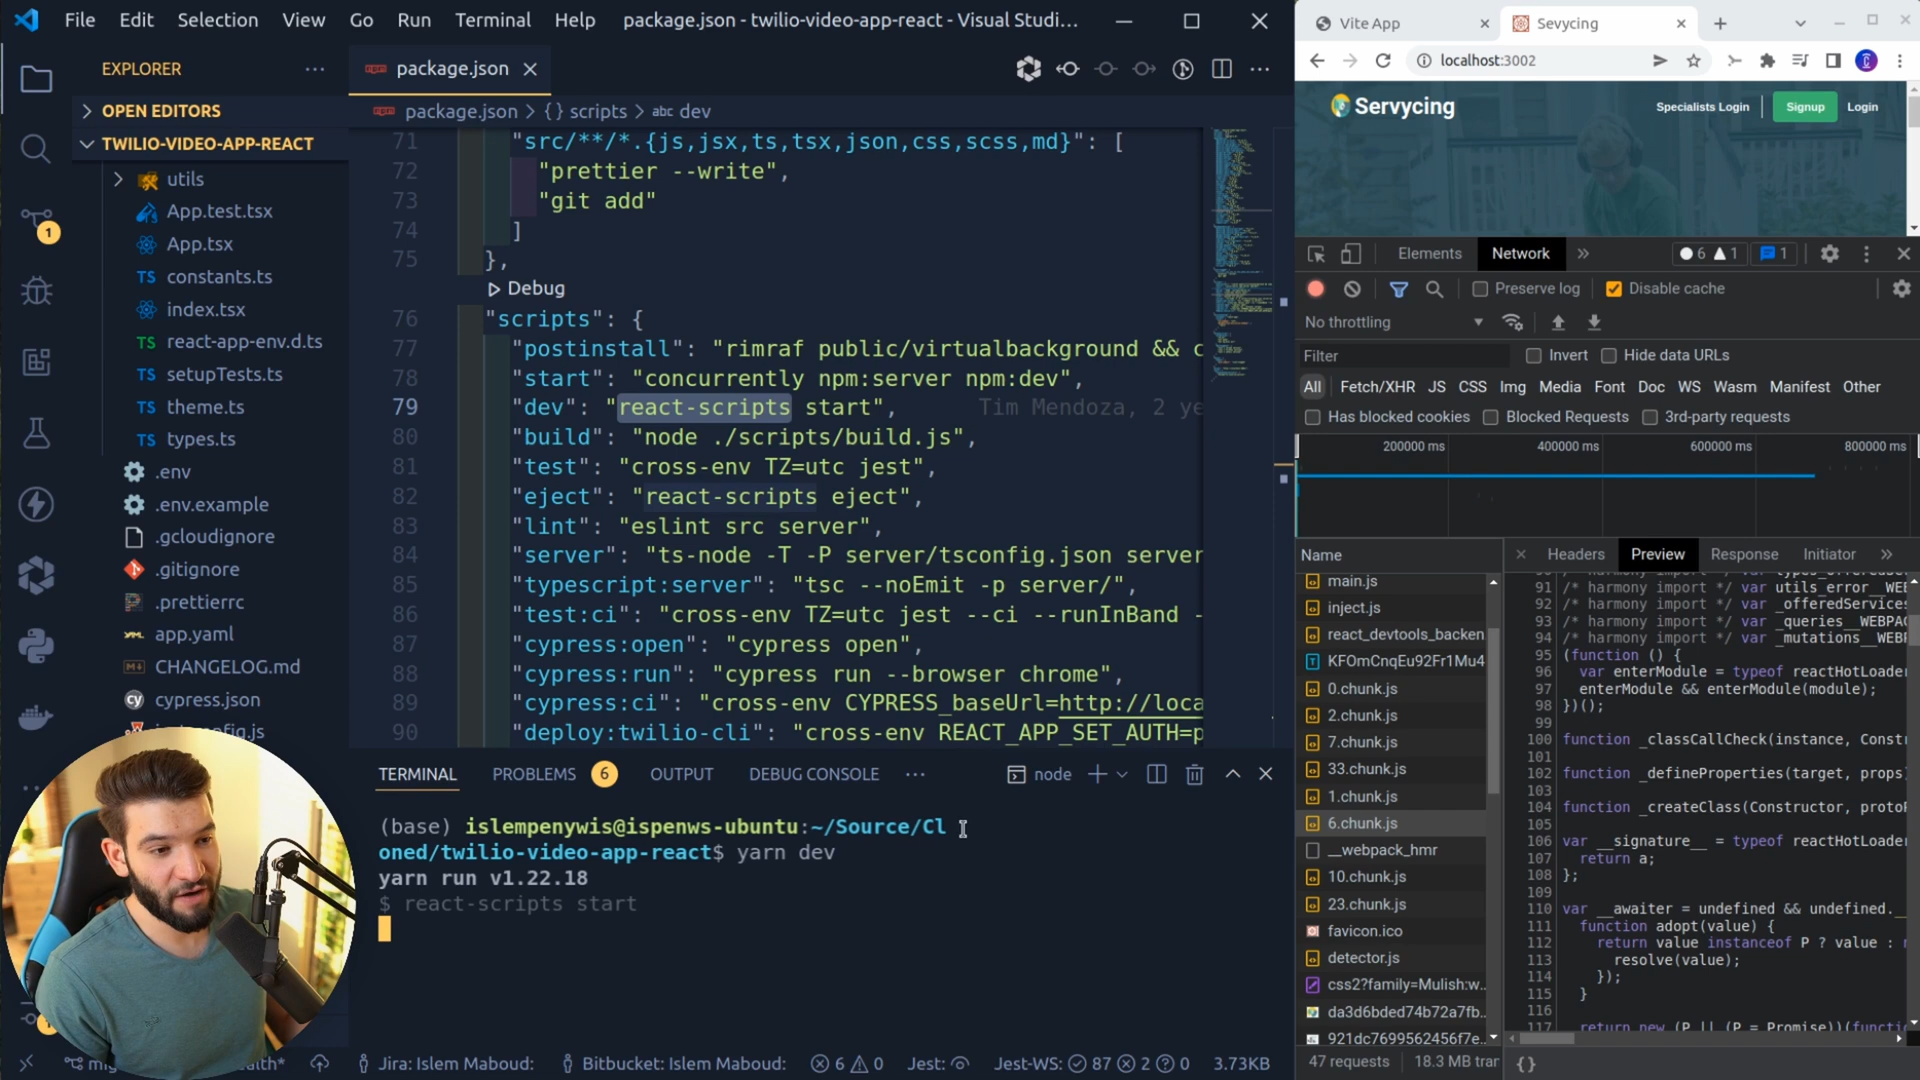 File Edit Selection View Go Run Terminal Help package.json - twilio-video-app-react - Visual Studi...
EXPLORER
OPEN EDITORS
TWILIO-VIDEO-APP-REACT
utils
App.test.tsx
App.tsx
TS constants.ts
index.tsx
TS react-app-env.d.ts
TS setupTests.ts
TS theme.ts
TS types.ts
.env
.env.example
.gcloudignore
.gitignore
.prettierrc
app.yaml
CHANGELOG.md
cy cypress.json
1
package.json
package.json > {} scripts > abc dev
71 "src/**/*.{js,jsx,ts,tsx,json,css,scss,md}": [
72 "prettier --write",
73 "git add"
74 ]
75 },
Debug
76 "scripts": {
77 "postinstall": "rimraf public/virtualbackground && c
78 "start": "concurrently npm:server npm:dev",
79 "dev": "react-scripts start", Tim Mendoza, 2 ye
80 "build": "node ./scripts/build.js",
81 "test": "cross-env TZ=utc jest",
82 "eject": "react-scripts eject",
83 "lint": "eslint src server",
84 "server": "ts-node -T -P server/tsconfig.json server
85 "typescript:server": "tsc --noEmit -p server/",
86 "test:ci": "cross-env TZ=utc jest --ci --runInBand -
87 "cypress:open": "cypress open",
88 "cypress:run": "cypress run --browser chrome",
89 "cypress:ci": "cross-env CYPRESS_baseUrl=http://loca
90 "deploy:twilio-cli": "cross-env REACT_APP_SET_AUTH=p
TERMINAL PROBLEMS 6 OUTPUT DEBUG CONSOLE ··· node
(base) islempenywis@ispenws-ubuntu:~/Source/Cl
oned/twilio-video-app-react$ yarn dev
yarn run v1.22.18
$ react-scripts start
Jira: Islem Maboud: Bitbucket: Islem Maboud: 6 0 Jest: Jest-WS: 87 2 0 3.73KB
Vite App
Sevycing
localhost:3002
Servycing
Specialists Login Signup Login
Elements Network 6 1 1
Preserve log Disable cache
No throttling
Filter Invert Hide data URLs
All Fetch/XHR JS CSS Img Media Font Doc WS Wasm Manifest Other
Has blocked cookies Blocked Requests 3rd-party requests
200000 ms 400000 ms 600000 ms 800000 ms
Name
main.js
inject.js
react_devtools_backen
KFOmCnqEu92Fr1Mu4
0.chunk.js
2.chunk.js
7.chunk.js
33.chunk.js
1.chunk.js
6.chunk.js
__webpack_hmr
10.chunk.js
23.chunk.js
favicon.ico
detector.js
css2?family=Mulish:w..
da3d6bded74b72a7fb..
921dc7699562456f7e..
Headers Preview Response Initiator
91 /* harmony import */ var utils_error__WE
92 /* harmony import */ var _offeredServices
93 /* harmony import */ var _queries__WEBPAC
94 /* harmony import */ var _mutations__WEBP
95 (function () {
96 var enterModule = typeof reactHotLoader
97 enterModule && enterModule(module);
98 })();
99
100 function _classCallCheck(instance, Constr
101
102 function _defineProperties(target, props)
103
104 function _createClass(Constructor, protoP
105
106 var __signature__ = typeof reactHotLoader
107 return a;
108 };
109
110 var __awaiter = undefined && undefined.__
111 function adopt(value) {
112 return value instanceof P ? value : n
113 resolve(value);
114 });
115 }
116
117 return new (P || (P = Promise))(functio
47 requests 18.3 MB tran {}